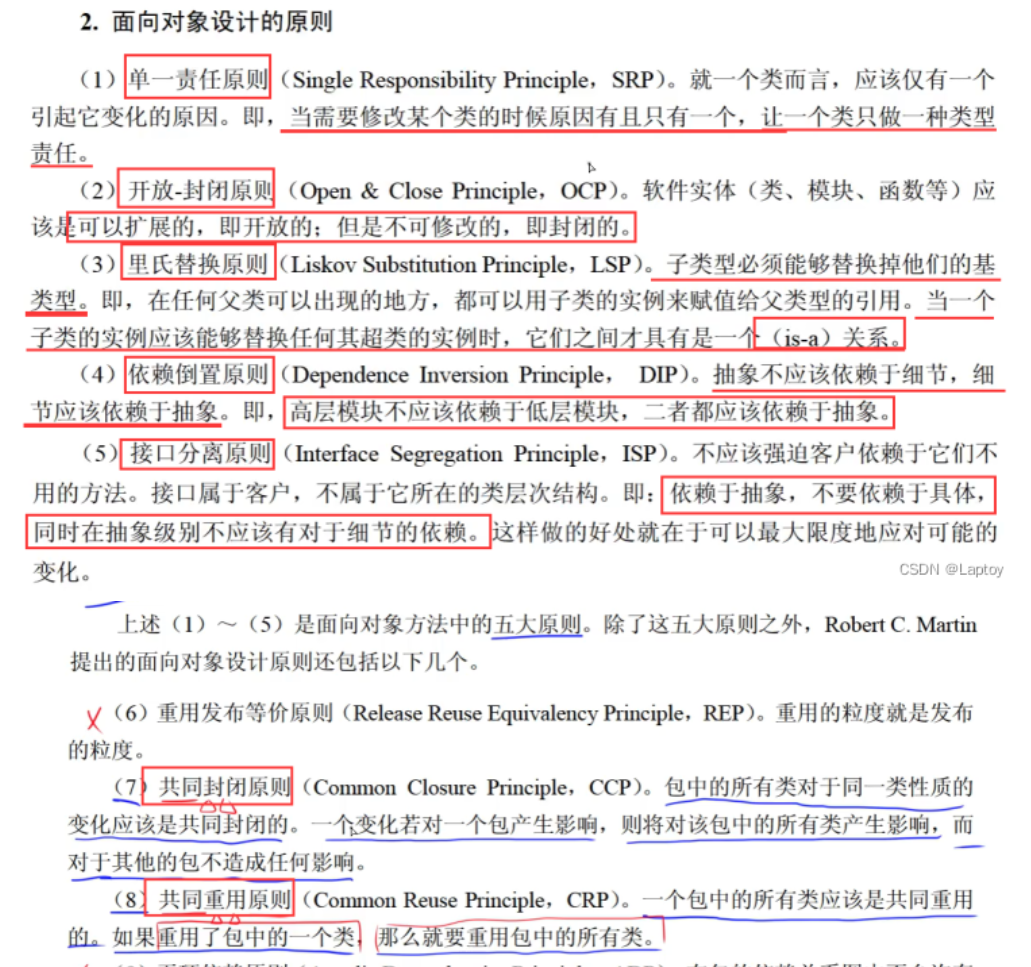 2. 面向对象设计的原则
（1）单一责任原则（Single Responsibility Principle，SRP）。就一个类而言，应该仅有一个
引起它变化的原因。即，当需要修改某个类的时候原因有且只有一个，让一个类只做一种类型
责任。
（2）开放-封闭原则（Open & Close Principle，OCP）。软件实体（类、模块、函数等）应
该是可以扩展的，即开放的；但是不可修改的，即封闭的。
（3）里氏替换原则（Liskov Substitution Principle，LSP）。子类型必须能够替换掉他们的基
类型。即，在任何父类可以出现的地方，都可以用子类的实例来赋值给父类型的引用。当一个
子类的实例应该能够替换任何其超类的实例时，它们之间才具有是一个（is-a）关系。
（4）依赖倒置原则（Dependence Inversion Principle， DIP）。抽象不应该依赖于细节，细
节应该依赖于抽象。即，高层模块不应该依赖于低层模块，二者都应该依赖于抽象。
（5）接口分离原则（Interface Segregation Principle，ISP）。不应该强迫客户依赖于它们不
用的方法。接口属于客户，不属于它所在的类层次结构。即：依赖于抽象，不要依赖于具体，
同时在抽象级别不应该有对于细节的依赖。这样做的好处就在于可以最大限度地应对可能的
变化。
CSDN @Laptoy
上述（1）～（5）是面向对象方法中的五大原则。除了这五大原则之外，Robert C. Martin
提出的面向对象设计原则还包括以下几个。
（6）重用发布等价原则（Release Reuse Equivalency Principle，REP）。重用的粒度就是发布
的粒度。
（7）共同封闭原则（Common Closure Principle，CCP）。包中的所有类对于同一类性质的
变化应该是共同封闭的。一个变化若对一个包产生影响，则将对该包中的所有类产生影响，而
对于其他的包不造成任何影响。
（8）共同重用原则（Common Reuse Principle，CRP）。一个包中的所有类应该是共同重用
的。如果重用了包中的一个类，那么就要重用包中的所有类。